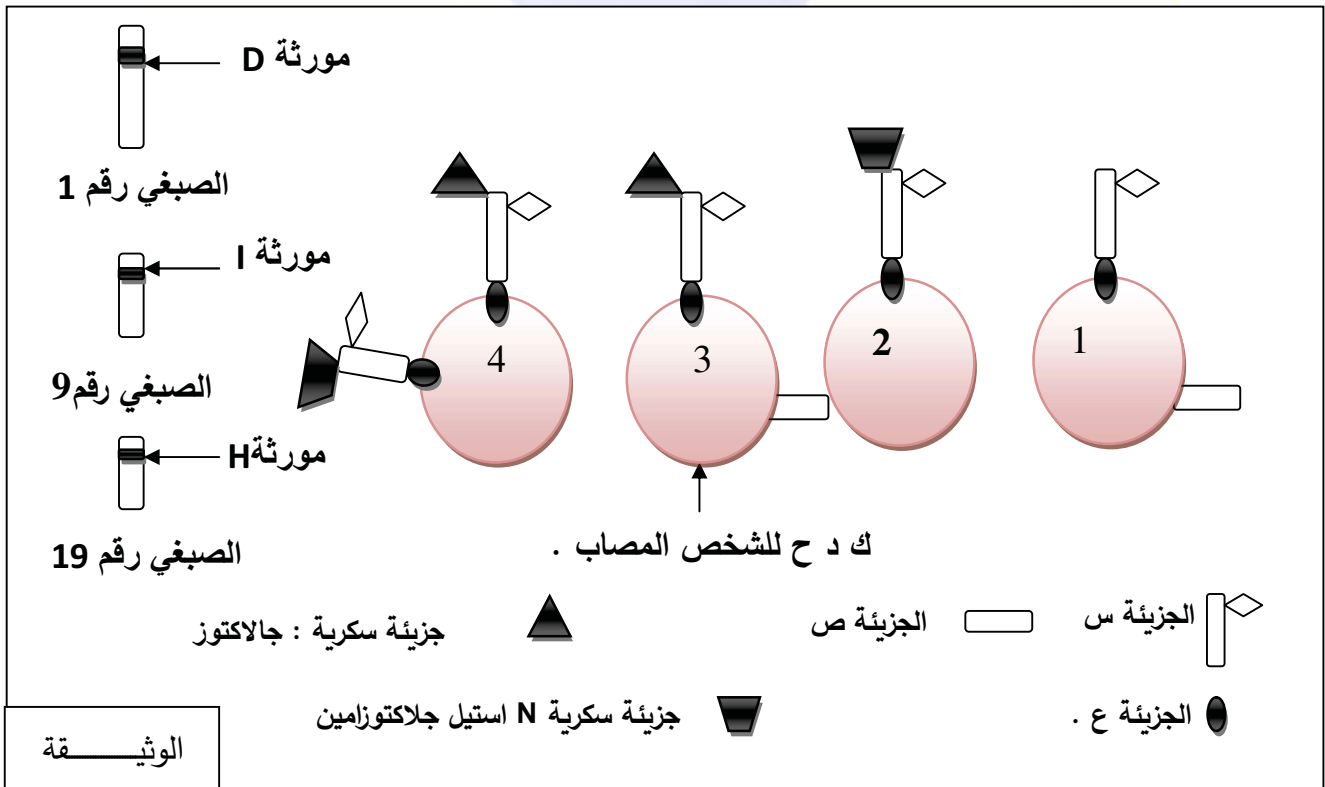 مورثة D
الصبغي رقم 1
مورثة I
الصبغي رقم9
مورثةH
الصبغي رقم 19
1
2
3
4
ك د ح للشخص المصاب .
الجزيئة س
الجزيئة ص
جزيئة سكرية : جالاكتوز
الجزيئة ع .
جزيئة سكرية N استيل جلاكتوزامين
الوثيـــــــــقة